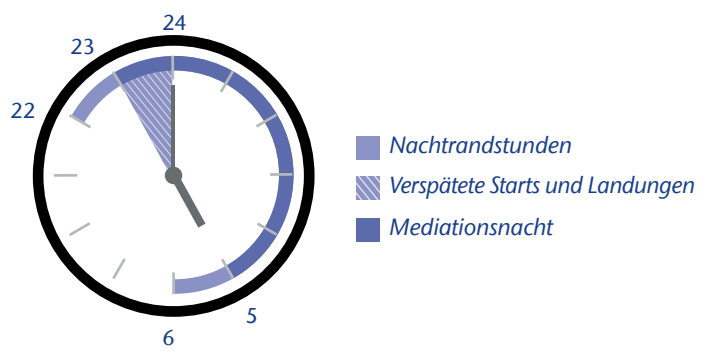 24
23
22
Nachtrandstunden
Verspätete Starts und Landungen
Mediationsnacht
5
6